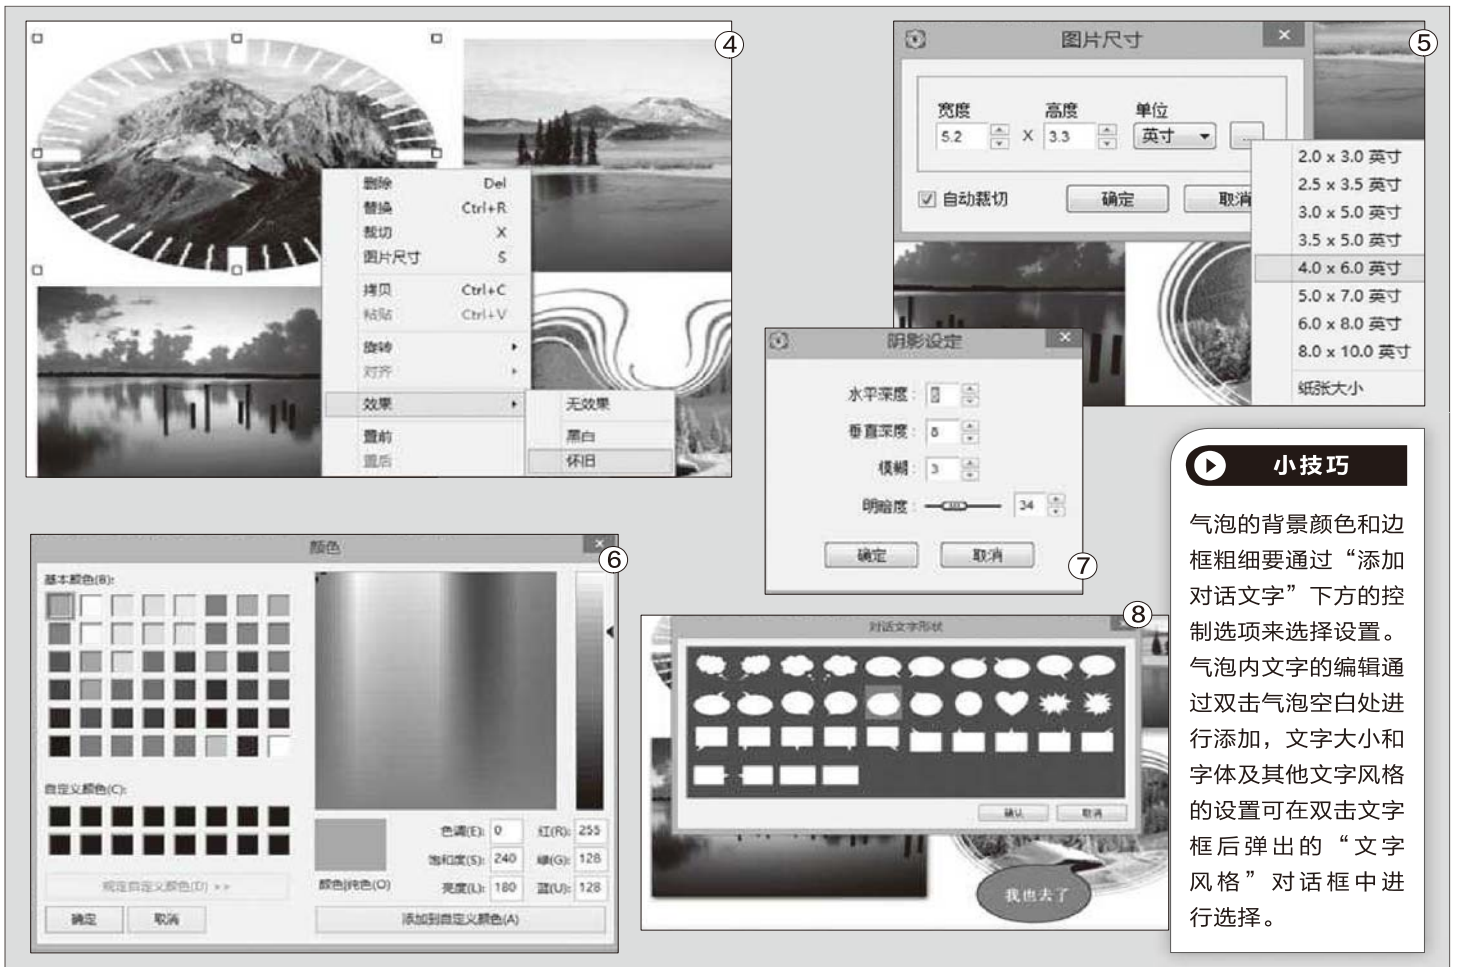 ④
删除 Del
替换 Ctrl+R
裁切 X
图片尺寸 S
拷贝 Ctrl+C
粘贴 Ctrl+V
旋转
对齐
效果
置前
置后
无效果
黑白
怀旧
⑤
图片尺寸
宽度 高度 单位
5.2 X 3.3 英寸 ...
自动裁切 确定 取消
2.0 x 3.0 英寸
2.5 x 3.5 英寸
3.0 x 5.0 英寸
3.5 x 5.0 英寸
4.0 x 6.0 英寸
5.0 x 7.0 英寸
6.0 x 8.0 英寸
8.0 x 10.0 英寸
纸张大小
阴影设定
水平深度:
垂直深度: 8
模糊: 3
明暗度: 34
确定 取消
⑦
颜色
⑥
基本颜色(B):
自定义颜色(C):
规定自定义颜色(D) >>
确定 取消
颜色|纯色(O)
色调(E): 0 红(R): 255
饱和度(S): 240 绿(G): 128
亮度(L): 180 蓝(U): 128
添加到自定义颜色(A)
⑧
对话文字形状
确认 取消
我也去了
小技巧
气泡的背景颜色和边
框粗细要通过“添加
对话文字”下方的控
制选项来选择设置。
气泡内文字的编辑通
过双击气泡空白处进
行添加，文字大小和
字体及其他文字风格
的设置可在双击文字
框后弹出的“文字
风格”对话框中进
行选择。